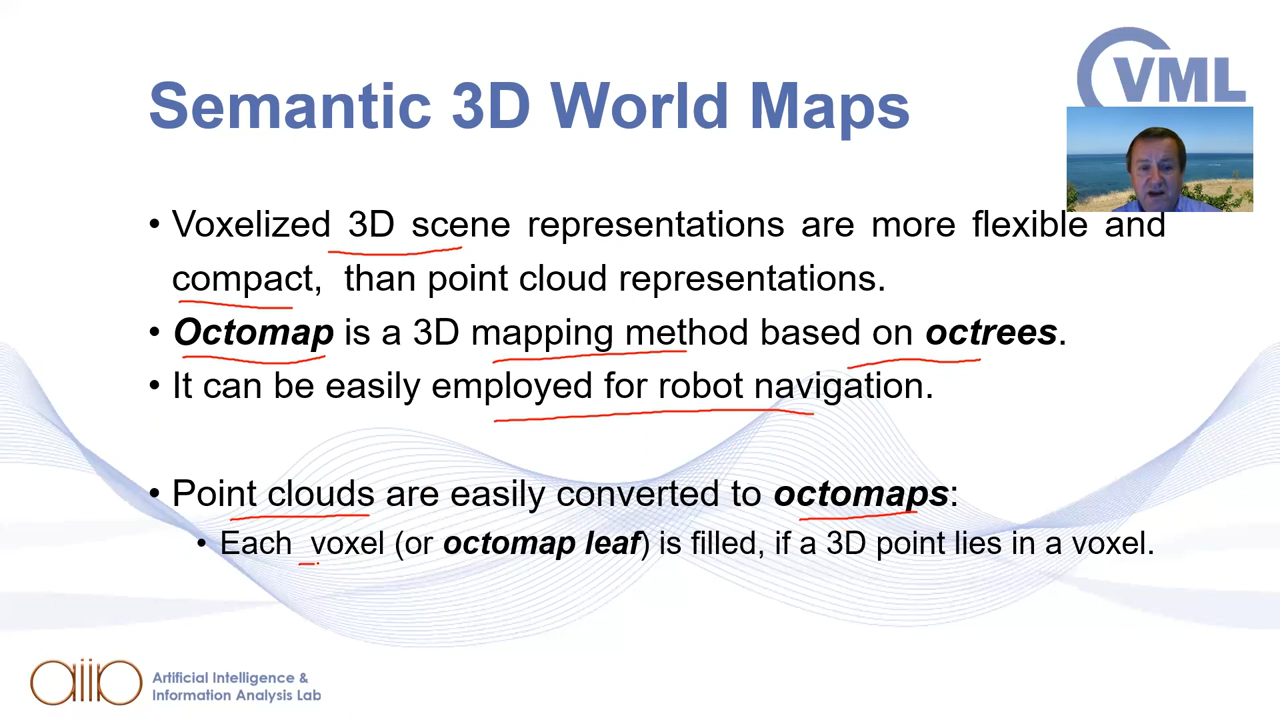 VML
Semantic 3D World Maps
• Voxelized 3D scene representations are more flexible and
compact, than point cloud representations.
• Octomap is a 3D mapping method based on octrees.
• It can be easily employed for robot navigation.
• Point clouds are easily converted to octomaps:
• Each voxel (or octomap leaf) is filled, if a 3D point lies in a voxel.
aiia
Artificial Intelligence &
Information Analysis Lab